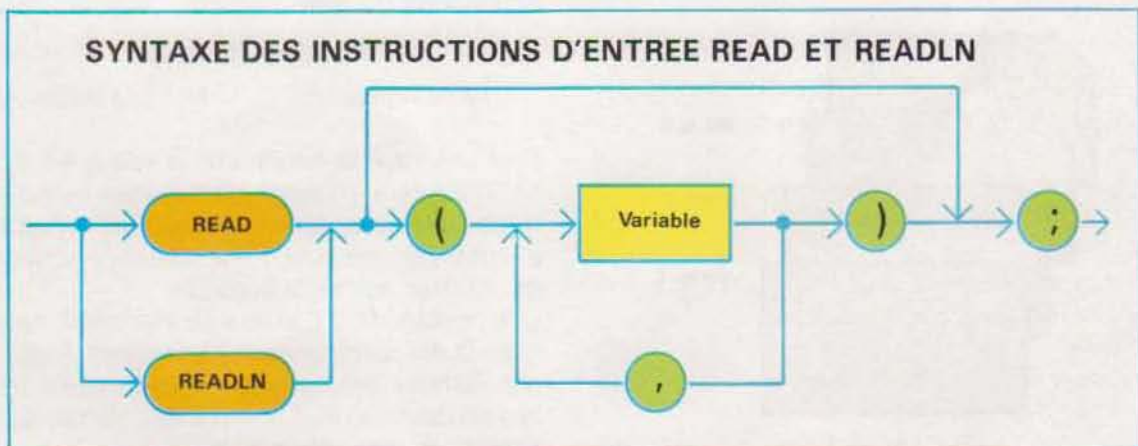 SYNTAXE DES INSTRUCTIONS D'ENTREE READ ET READLN
READ ( Variable ) ;
READLN ,